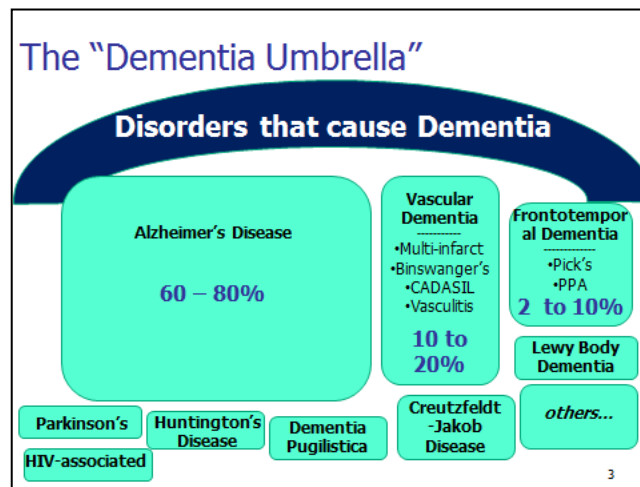 The “Dementia Umbrella”
Disorders that cause Dementia
Alzheimer’s Disease
60 – 80%
Vascular
Dementia
------------
•Multi-infarct
•Binswanger’s
•CADASIL
•Vasculitis
10 to
20%
Frontotempor
al Dementia
--------------
•Pick’s
•PPA
2 to 10%
Lewy Body
Dementia
Parkinson’s
HIV-associated
Huntington’s
Disease
Dementia
Pugilistica
Creutzfeldt
-Jakob
Disease
others…
3